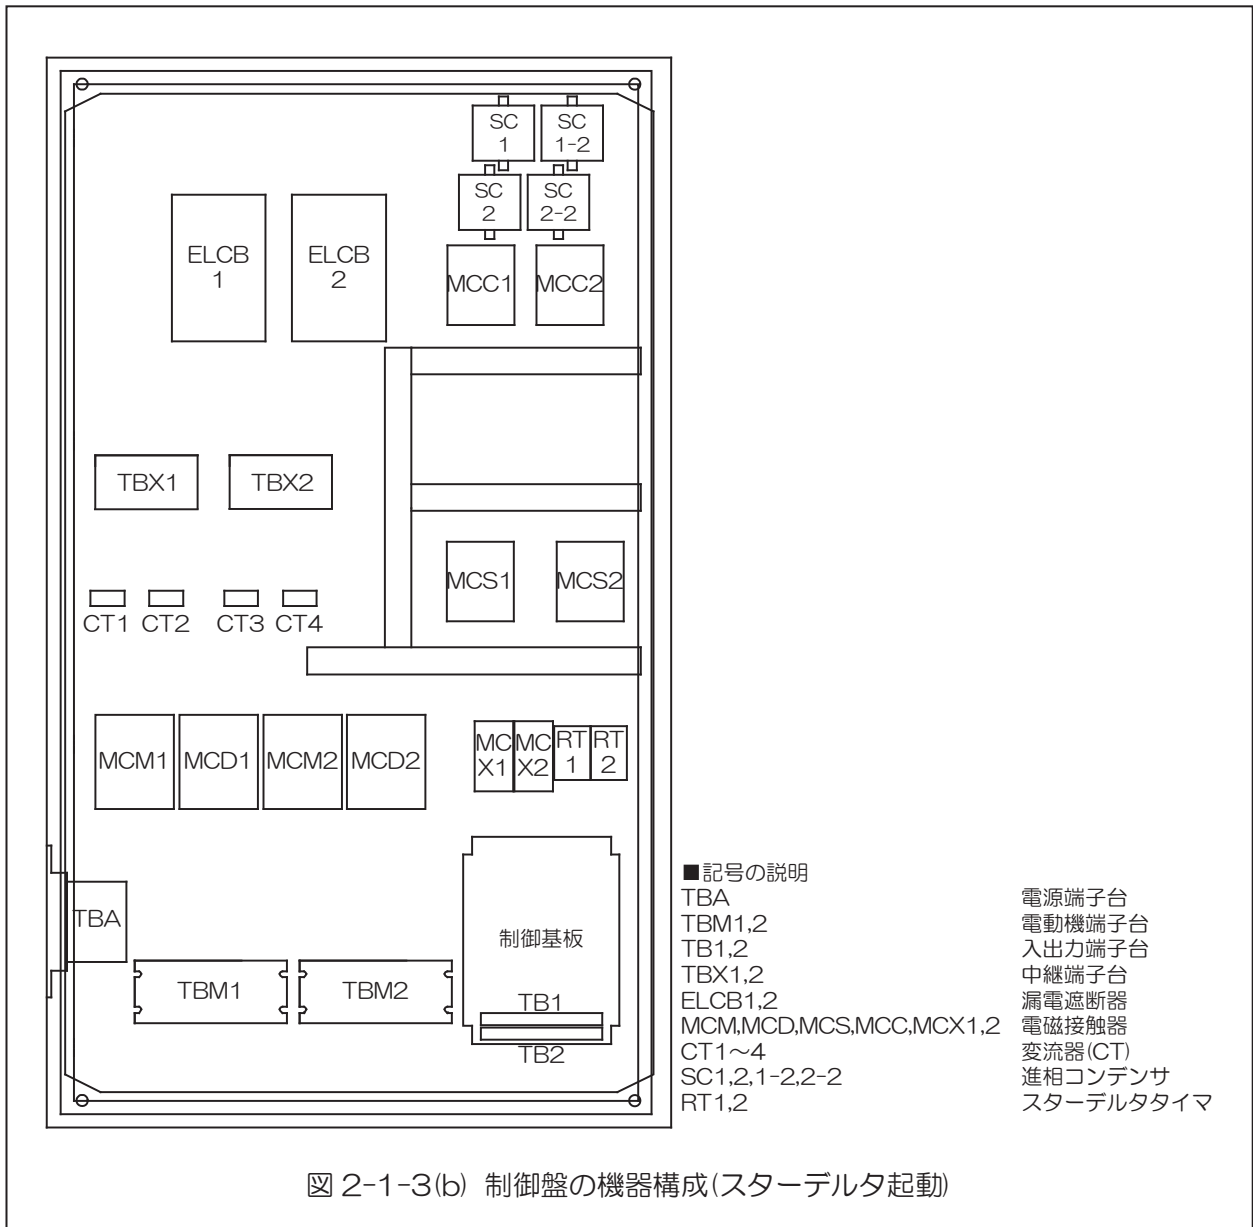 SC SC
1 1-2
SC SC
2 2-2
ELCB ELCB
1 2
MCC1 MCC2
TBX1 TBX2
MCS1 MCS2
CT1 CT2 CT3 CT4
MCM1 MCD1 MCM2 MCD2
MC MC RT RT
X1 X2 1 2
TBA
制御基板
TBM1 TBM2
TB1
TB2
■記号の説明
TBA 電源端子台
TBM1,2 電動機端子台
TB1,2 入出力端子台
TBX1,2 中継端子台
ELCB1,2 漏電遮断器
MCM,MCD,MCS,MCC,MCX1,2 電磁接触器
CT1～4 変流器(CT)
SC1,2,1-2,2-2 進相コンデンサ
RT1,2 スターデルタタイマ
図 2-1-3(b) 制御盤の機器構成(スターデルタ起動)